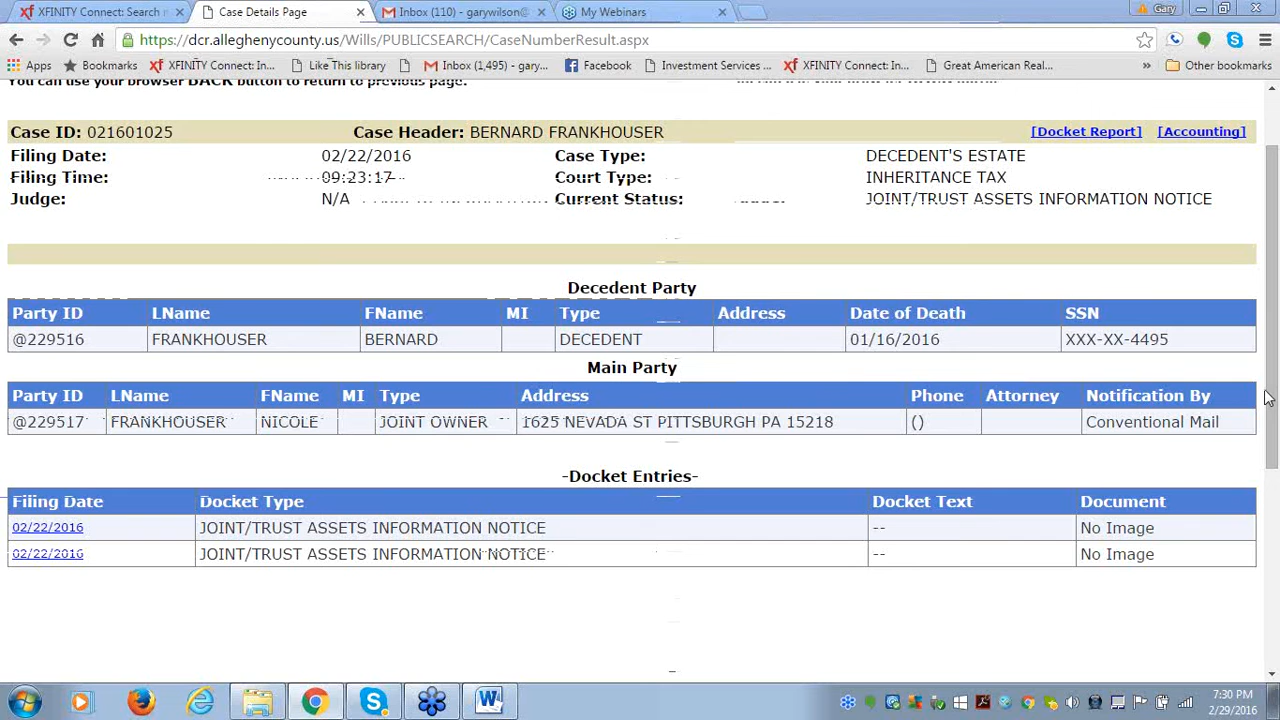 XFINITY Connect: Search r
Case Details Page
Inbox (110) - garywilson@
My Webinars
Gary
https://dcr.alleghenycounty.us/Wills/PUBLICSEARCH/CaseNumberResult.aspx
Apps Bookmarks XFINITY Connect: In... Like This library Inbox (1,495) - gary... Facebook Investment Services ... XFINITY Connect: In... Great American Real... » Other bookmarks
You can use your browser BACK button to return to previous page.
Case ID: 021601025 Case Header: BERNARD FRANKHOUSER [Docket Report] [Accounting]
Filing Date: 02/22/2016 Case Type: DECEDENT'S ESTATE
Filing Time: 09:23:17 Court Type: INHERITANCE TAX
Judge: N/A Current Status: JOINT/TRUST ASSETS INFORMATION NOTICE
Decedent Party
Party ID LName FName MI Type Address Date of Death SSN
@229516 FRANKHOUSER BERNARD DECEDENT 01/16/2016 XXX-XX-4495
Main Party
Party ID LName FName MI Type Address Phone Attorney Notification By
@229517 FRANKHOUSER NICOLE JOINT OWNER 1625 NEVADA ST PITTSBURGH PA 15218 () Conventional Mail
-Docket Entries-
Filing Date Docket Type Docket Text Document
02/22/2016 JOINT/TRUST ASSETS INFORMATION NOTICE -- No Image
02/22/2016 JOINT/TRUST ASSETS INFORMATION NOTICE -- No Image
7:30 PM
2/29/2016